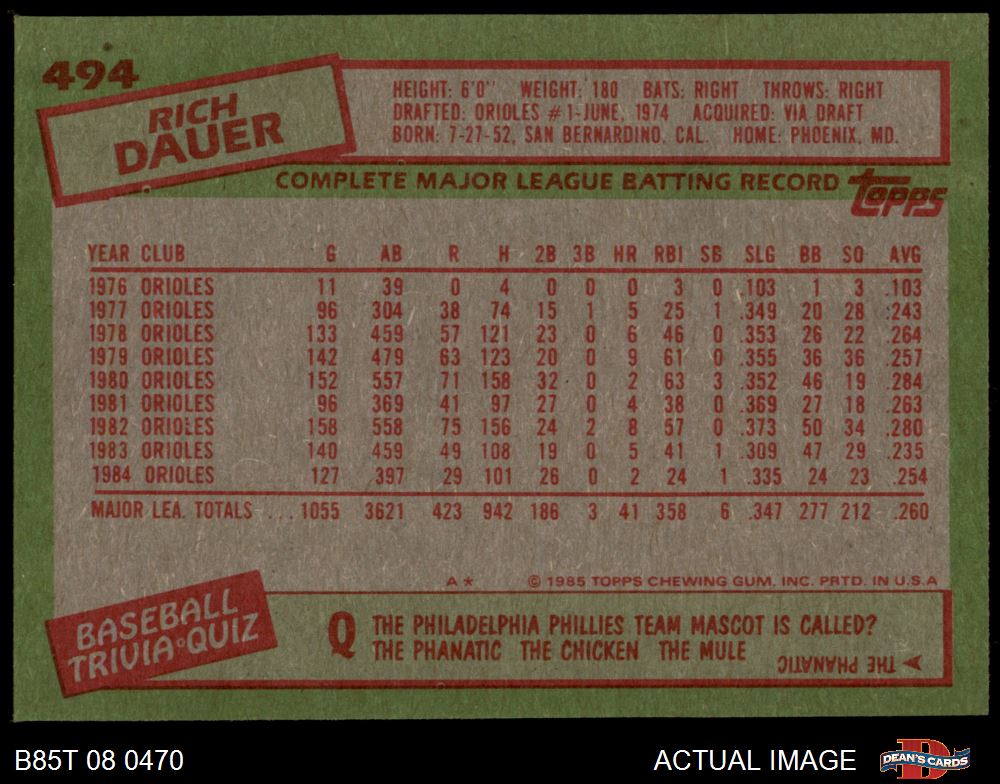 494
RICH
DAUER
HEIGHT: 6'0" WEIGHT: 180 BATS: RIGHT THROWS: RIGHT
DRAFTED: ORIOLES #1-JUNE, 1974 ACQUIRED: VIA DRAFT
BORN: 7-27-52, SAN BERNARDINO, CAL. HOME: PHOENIX, MD.
COMPLETE MAJOR LEAGUE BATTING RECORD
topps
YEAR CLUB G AB R H 2B 3B HR RBI SB SLG BB SO AVG
1976 ORIOLES 11 39 0 4 0 0 0 3 0 .103 1 3 .103
1977 ORIOLES 96 304 38 74 15 1 5 25 1 .349 20 28 .243
1978 ORIOLES 133 459 57 121 23 0 6 46 0 .353 26 22 .264
1979 ORIOLES 142 479 63 123 20 0 9 61 0 .355 36 36 .257
1980 ORIOLES 152 557 71 158 32 0 2 63 3 .352 46 19 .284
1981 ORIOLES 96 369 41 97 27 0 4 38 0 .369 27 18 .263
1982 ORIOLES 158 558 75 156 24 2 8 57 0 .373 50 34 .280
1983 ORIOLES 140 459 49 108 19 0 5 41 1 .309 47 29 .235
1984 ORIOLES 127 397 29 101 26 0 2 24 1 .335 24 23 .254
MAJOR LEA. TOTALS ... 1055 3621 423 942 186 3 41 358 6 .347 277 212 .260
A* © 1985 TOPPS CHEWING GUM, INC. PRTD. IN U.S.A
BASEBALL
TRIVIA QUIZ
Q THE PHILADELPHIA PHILLIES TEAM MASCOT IS CALLED?
THE PHANATIC THE CHICKEN THE MULE
THE PHANATIC
B85T 08 0470
ACTUAL IMAGE
D
DEAN'S CARDS